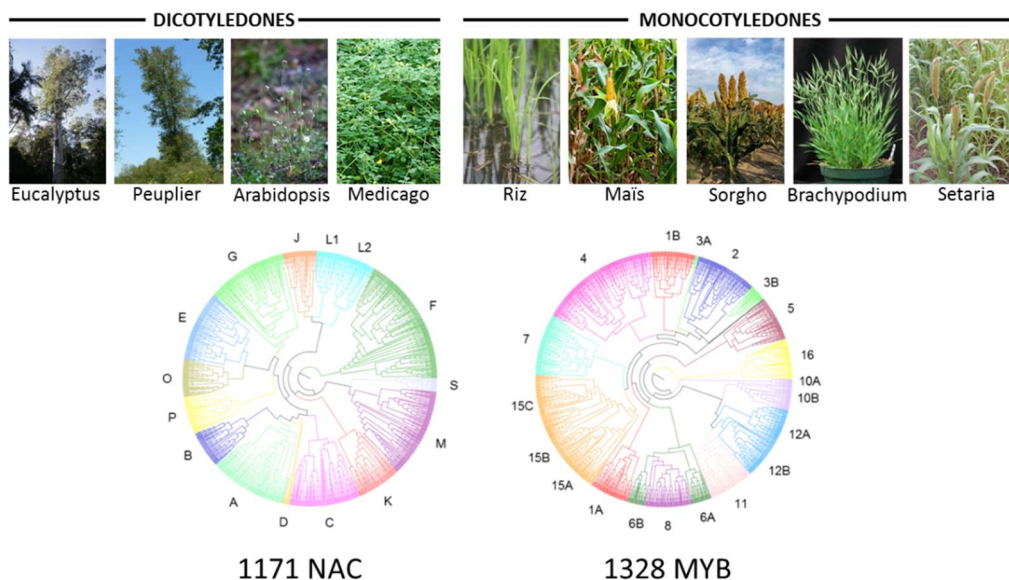 DICOTYLEDONES
MONOCOTYLEDONES
Eucalyptus Peuplier Arabidopsis Medicago
Riz Maïs Sorgho Brachypodium Setaria
J L1 L2
G
F
E
O
S
P
M
B
A
K
D
C
1171 NAC
1B 3A 2
4
3B
5
7
16
10A
10B
15C
12A
15B
12B
15A
11
1A
6B 8 6A
1328 MYB